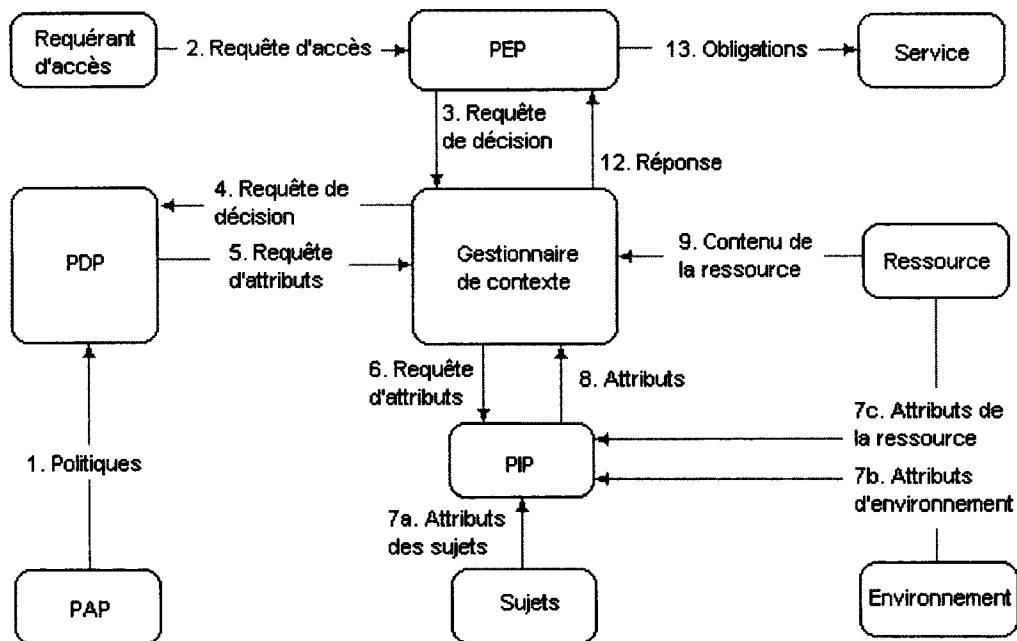 Requérant
d'accès
2. Requête d'accès
PEP
13. Obligations
Service
3. Requête
de décision
12. Réponse
4. Requête de
décision
PDP
5. Requête
d'attributs
Gestionnaire
de contexte
9. Contenu de
la ressource
Ressource
6. Requête
d'attributs
8. Attributs
7c. Attributs de
la ressource
1. Politiques
PIP
7b. Attributs
d'environnement
7a. Attributs
des sujets
PAP
Sujets
Environnement